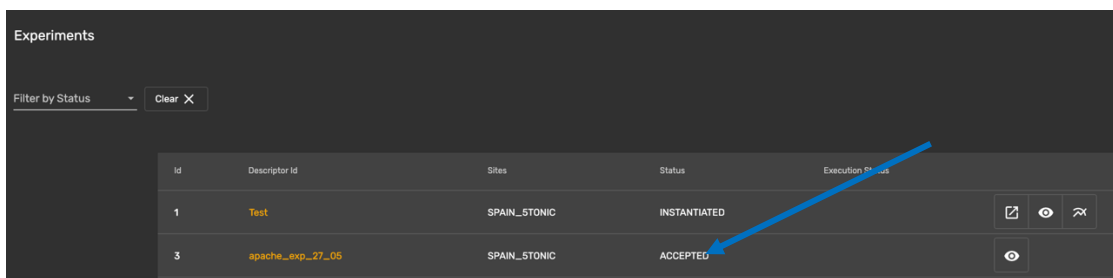 Experiments
Filter by Status
Clear
Id Descriptor Id Sites Status Execution Status
1 Test SPAIN_5TONIC INSTANTIATED
3 apache_exp_27_05 SPAIN_5TONIC ACCEPTED